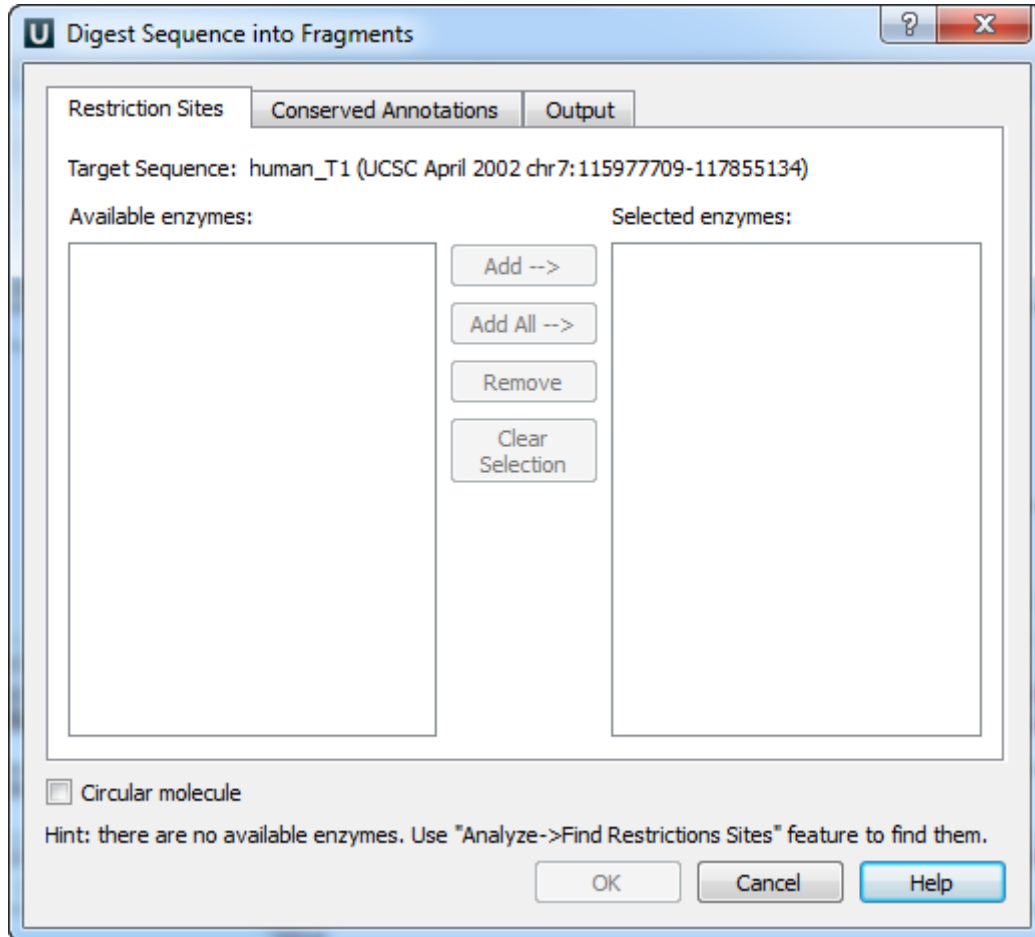 U Digest Sequence into Fragments
Restriction Sites Conserved Annotations Output
Target Sequence: human_T1 (UCSC April 2002 chr7:115977709-117855134)
Available enzymes: Selected enzymes:
Add -->
Add All -->
Remove
Clear
Selection
Circular molecule
Hint: there are no available enzymes. Use "Analyze->Find Restrictions Sites" feature to find them.
OK Cancel Help